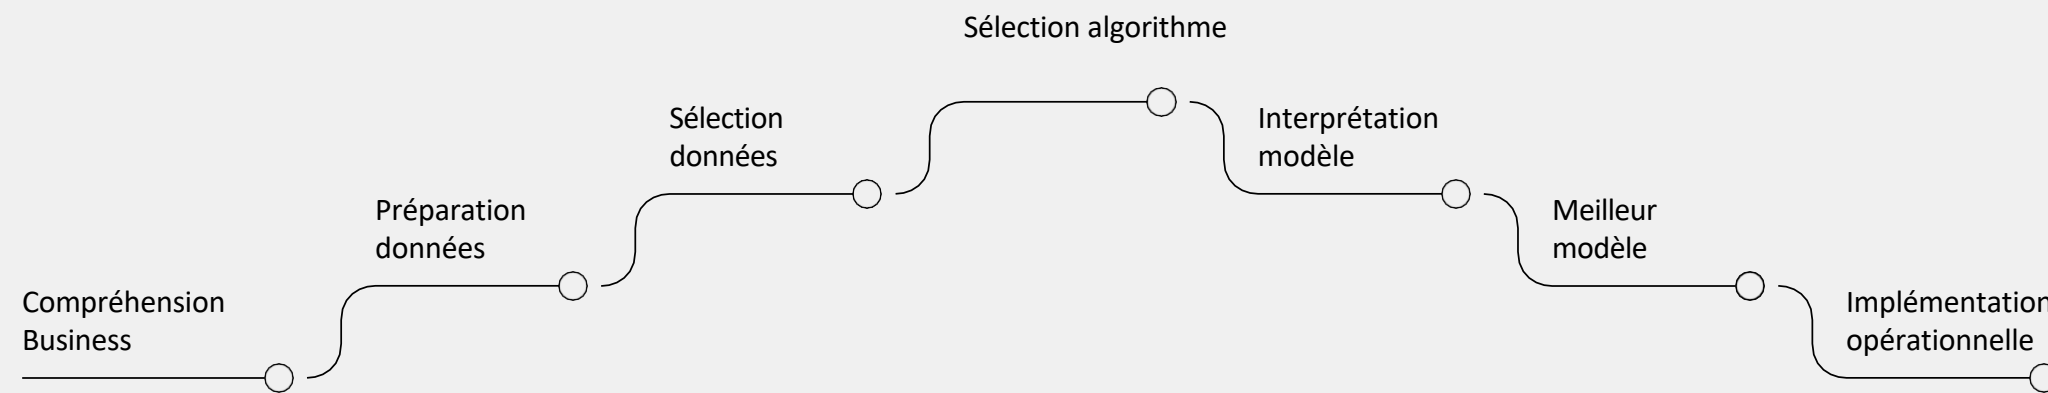 Compréhension
Business
Préparation
données
Sélection
données
Sélection algorithme
Interprétation
modèle
Meilleur
modèle
Implémentation
opérationnelle